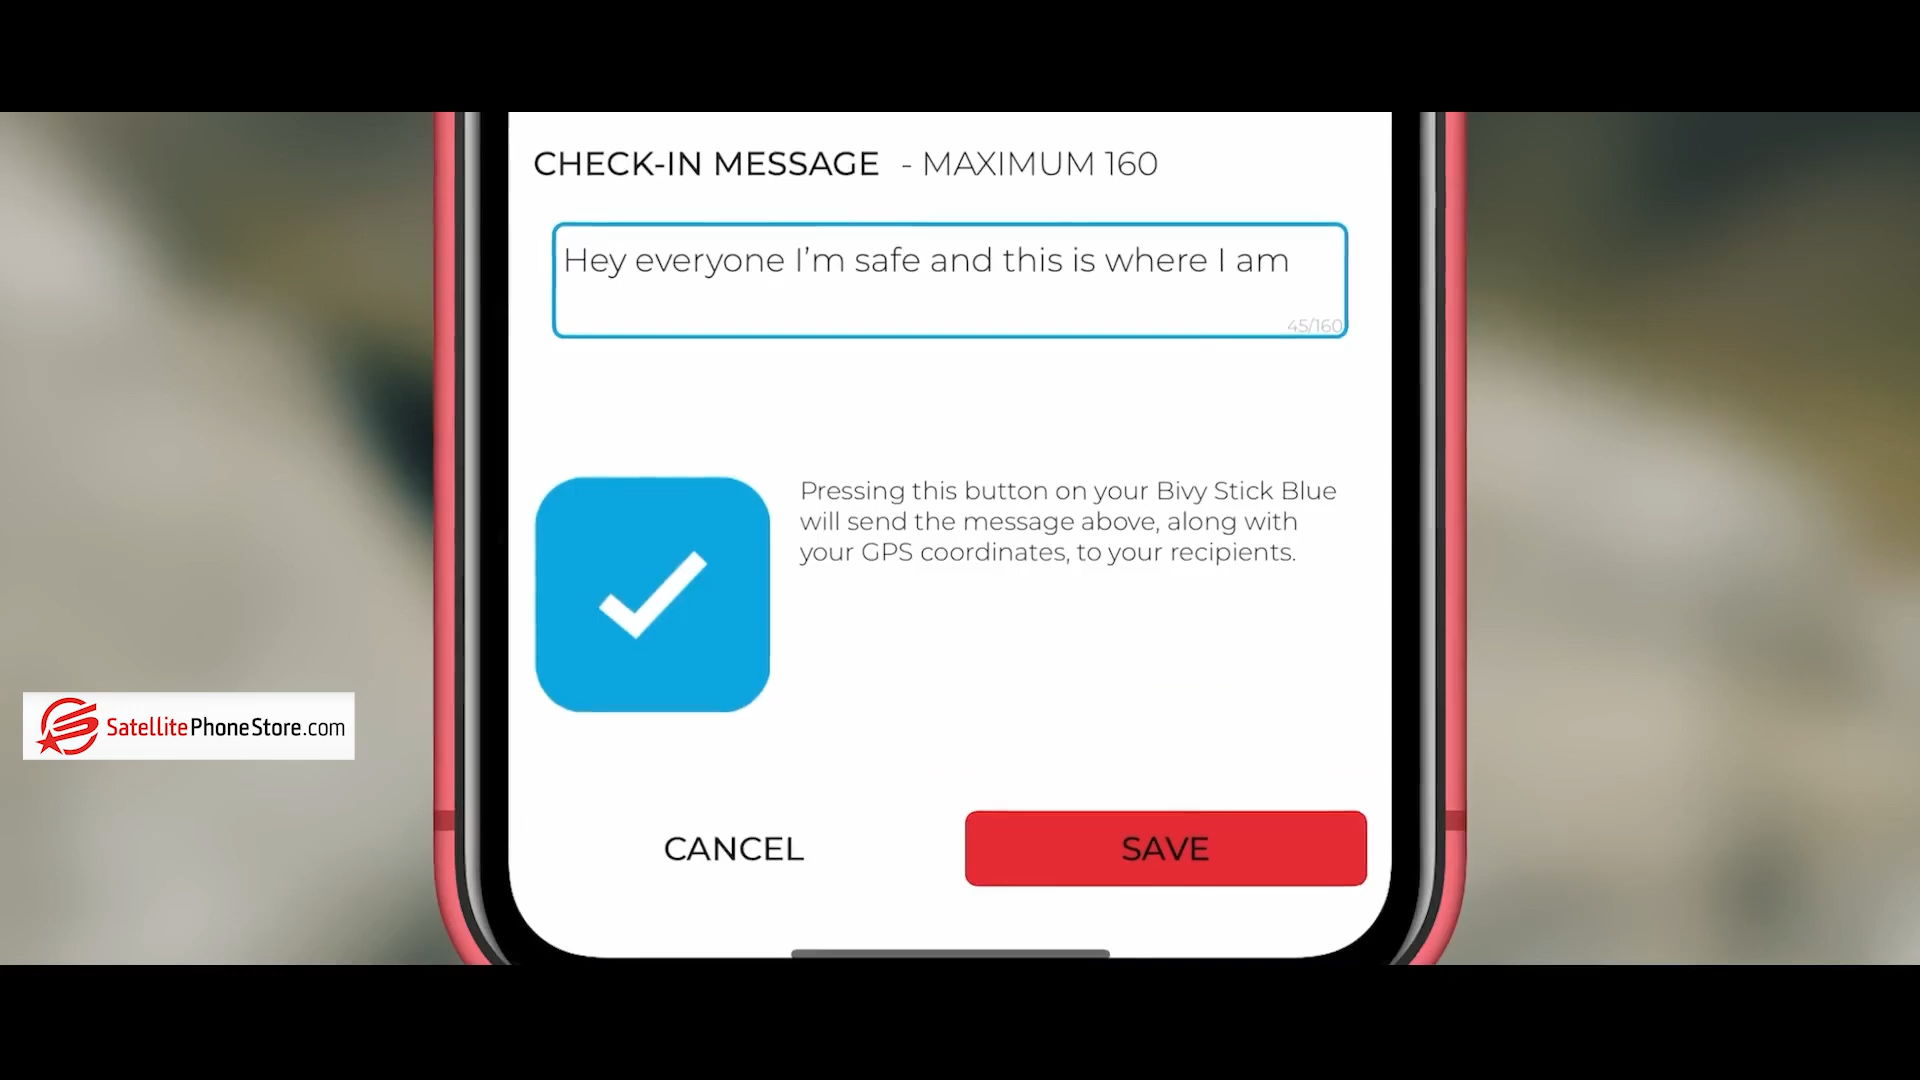 CHECK-IN MESSAGE - MAXIMUM 160
Hey everyone I'm safe and this is where I am
45/160
Pressing this button on your Bivy Stick Blue
will send the message above, along with
your GPS coordinates, to your recipients.
SatellitePhoneStore.com
CANCEL
SAVE